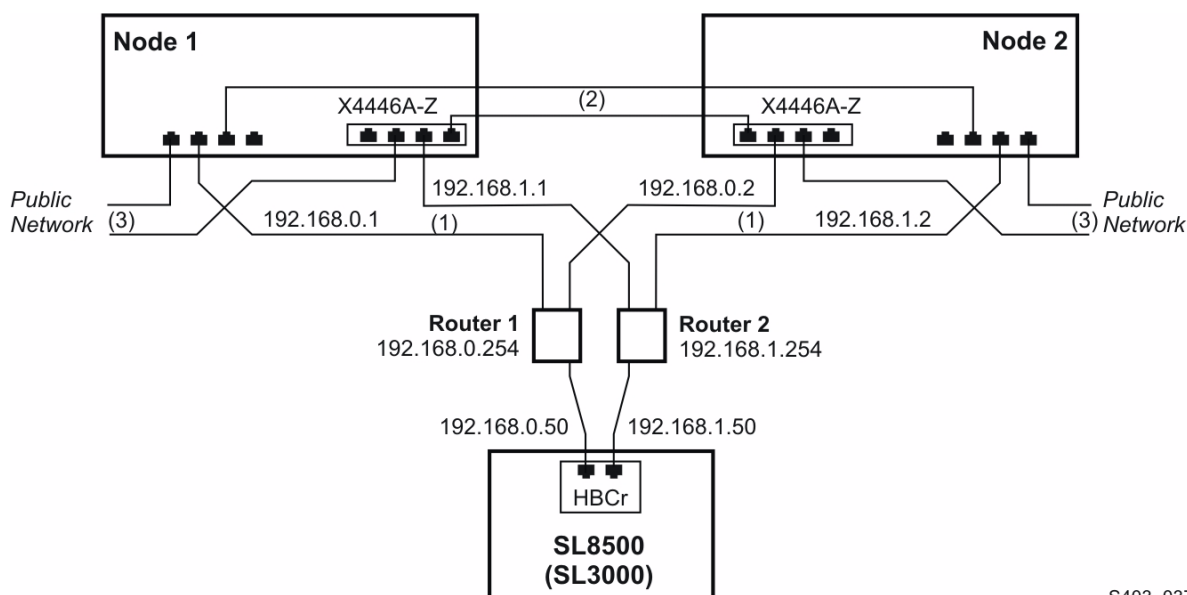 Node 1
Node 2
X4446A-Z
(2)
X4446A-Z
Public
Network
(3)
192.168.0.1
(1)
192.168.1.1
192.168.0.2
(1)
192.168.1.2
(3)
Public
Network
Router 1
192.168.0.254
Router 2
192.168.1.254
192.168.0.50
192.168.1.50
HBCr
SL8500
(SL3000)